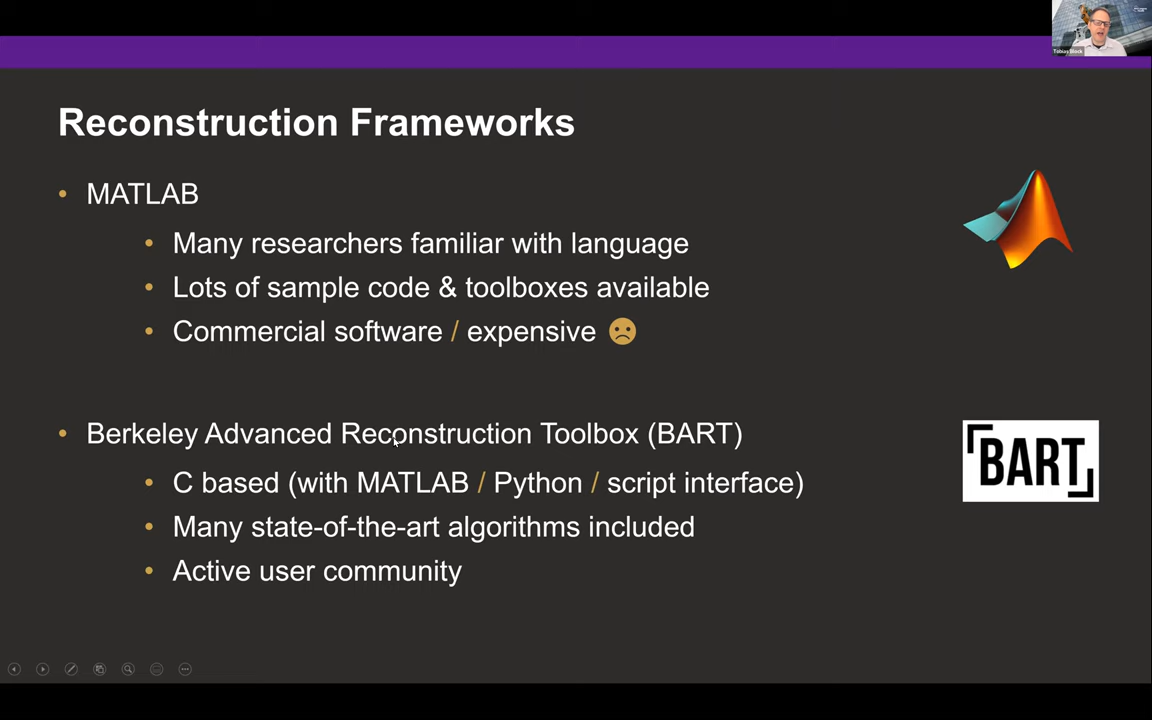 Tobias Block
Reconstruction Frameworks
• MATLAB
• Many researchers familiar with language
• Lots of sample code & toolboxes available
• Commercial software / expensive ☹
• Berkeley Advanced Reconstruction Toolbox (BART)
BART
• C based (with MATLAB / Python / script interface)
• Many state-of-the-art algorithms included
• Active user community